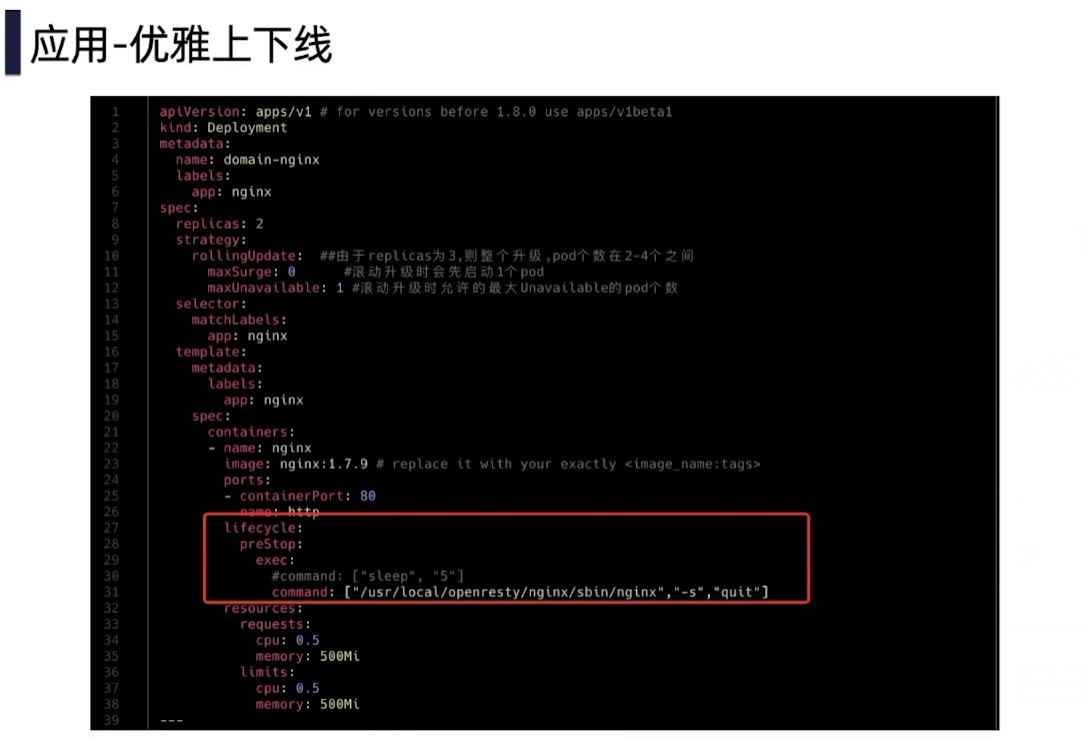 应用-优雅上下线
1 apiVersion: apps/v1 # for versions before 1.8.0 use apps/v1beta1
2 kind: Deployment
3 metadata:
4   name: domain-nginx
5   labels:
6     app: nginx
7 spec:
8   replicas: 2
9   strategy:
10     rollingUpdate:  ##由于replicas为3,则整个升级,pod个数在2-4个之间
11       maxSurge: 0      #滚动升级时会先启动1个pod
12       maxUnavailable: 1 #滚动升级时允许的最大Unavailable的pod个数
13   selector:
14     matchLabels:
15       app: nginx
16   template:
17     metadata:
18       labels:
19         app: nginx
20     spec:
21       containers:
22       - name: nginx
23         image: nginx:1.7.9 # replace it with your exactly <image_name:tags>
24         ports:
25         - containerPort: 80
26           name: http
27         lifecycle:
28           preStop:
29             exec:
30               #command: ["sleep", "5"]
31               command: ["/usr/local/openresty/nginx/sbin/nginx","-s","quit"]
32         resources:
33           requests:
34             cpu: 0.5
35             memory: 500Mi
36           limits:
37             cpu: 0.5
38             memory: 500Mi
39 ---